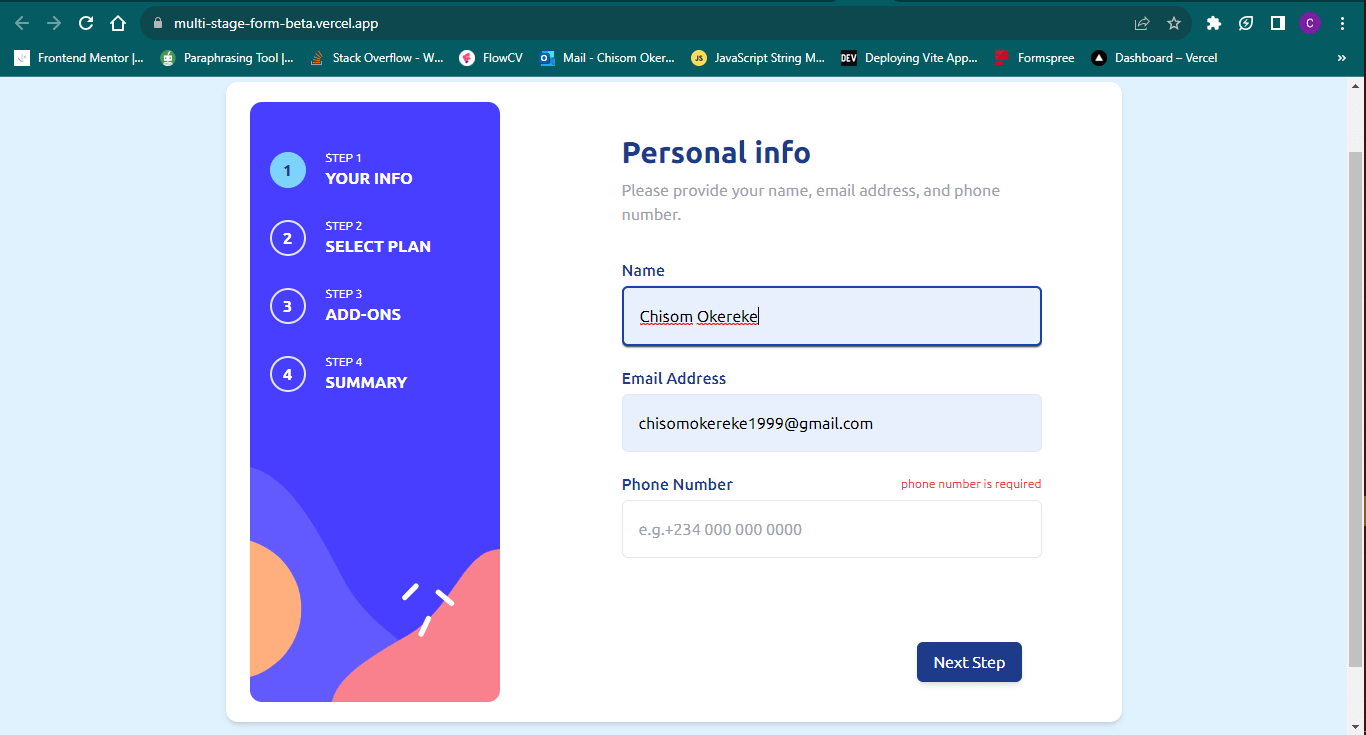 multi-stage-form-beta.vercel.app
C
Frontend Mentor |...
Paraphrasing Tool |...
Stack Overflow - W...
FlowCV
Mail - Chisom Oker...
JS
JavaScript String M...
DEV
Deploying Vite App...
Formspree
Dashboard – Vercel
»
1
STEP 1
YOUR INFO
2
STEP 2
SELECT PLAN
3
STEP 3
ADD-ONS
4
STEP 4
SUMMARY
Personal info
Please provide your name, email address, and phone
number.
Name
Chisom Okereke
Email Address
chisomokereke1999@gmail.com
Phone Number
phone number is required
e.g.+234 000 000 0000
Next Step